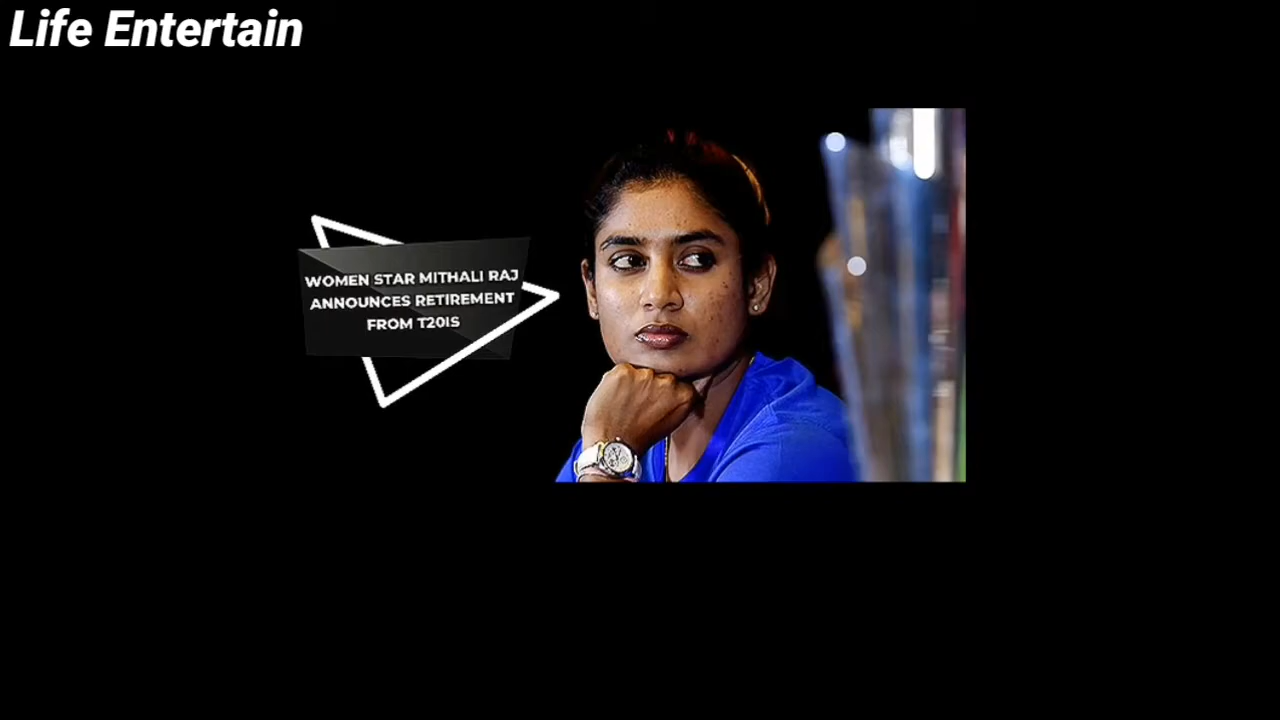 Life Entertain
WOMEN STAR MITHALI RAJ
ANNOUNCES RETIREMENT
FROM T20IS